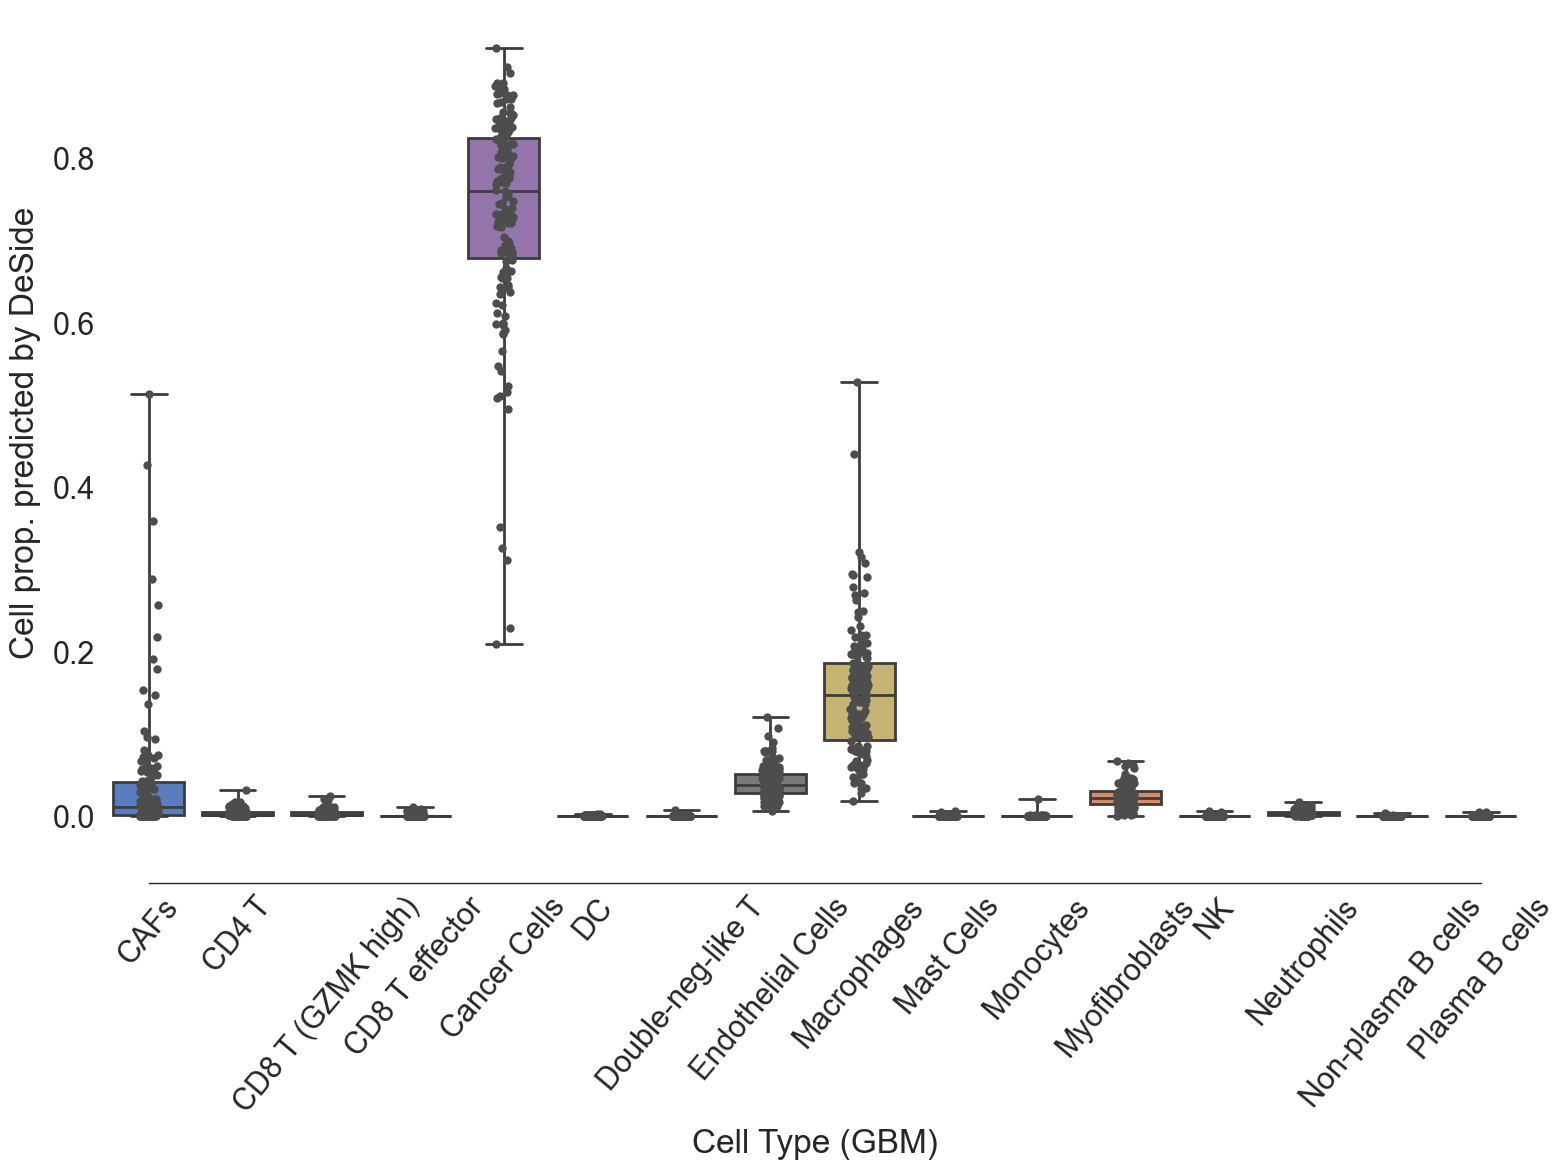 Cell prop. predicted by DeSide
0.8
0.6
0.4
0.2
0.0
CAFs
CD4 T
CD8 T (GZMK high)
CD8 T effector
Cancer Cells
DC
Double-neg-like T
Endothelial Cells
Macrophages
Mast Cells
Monocytes
Myofibroblasts
NK
Neutrophils
Non-plasma B cells
Plasma B cells
Cell Type (GBM)